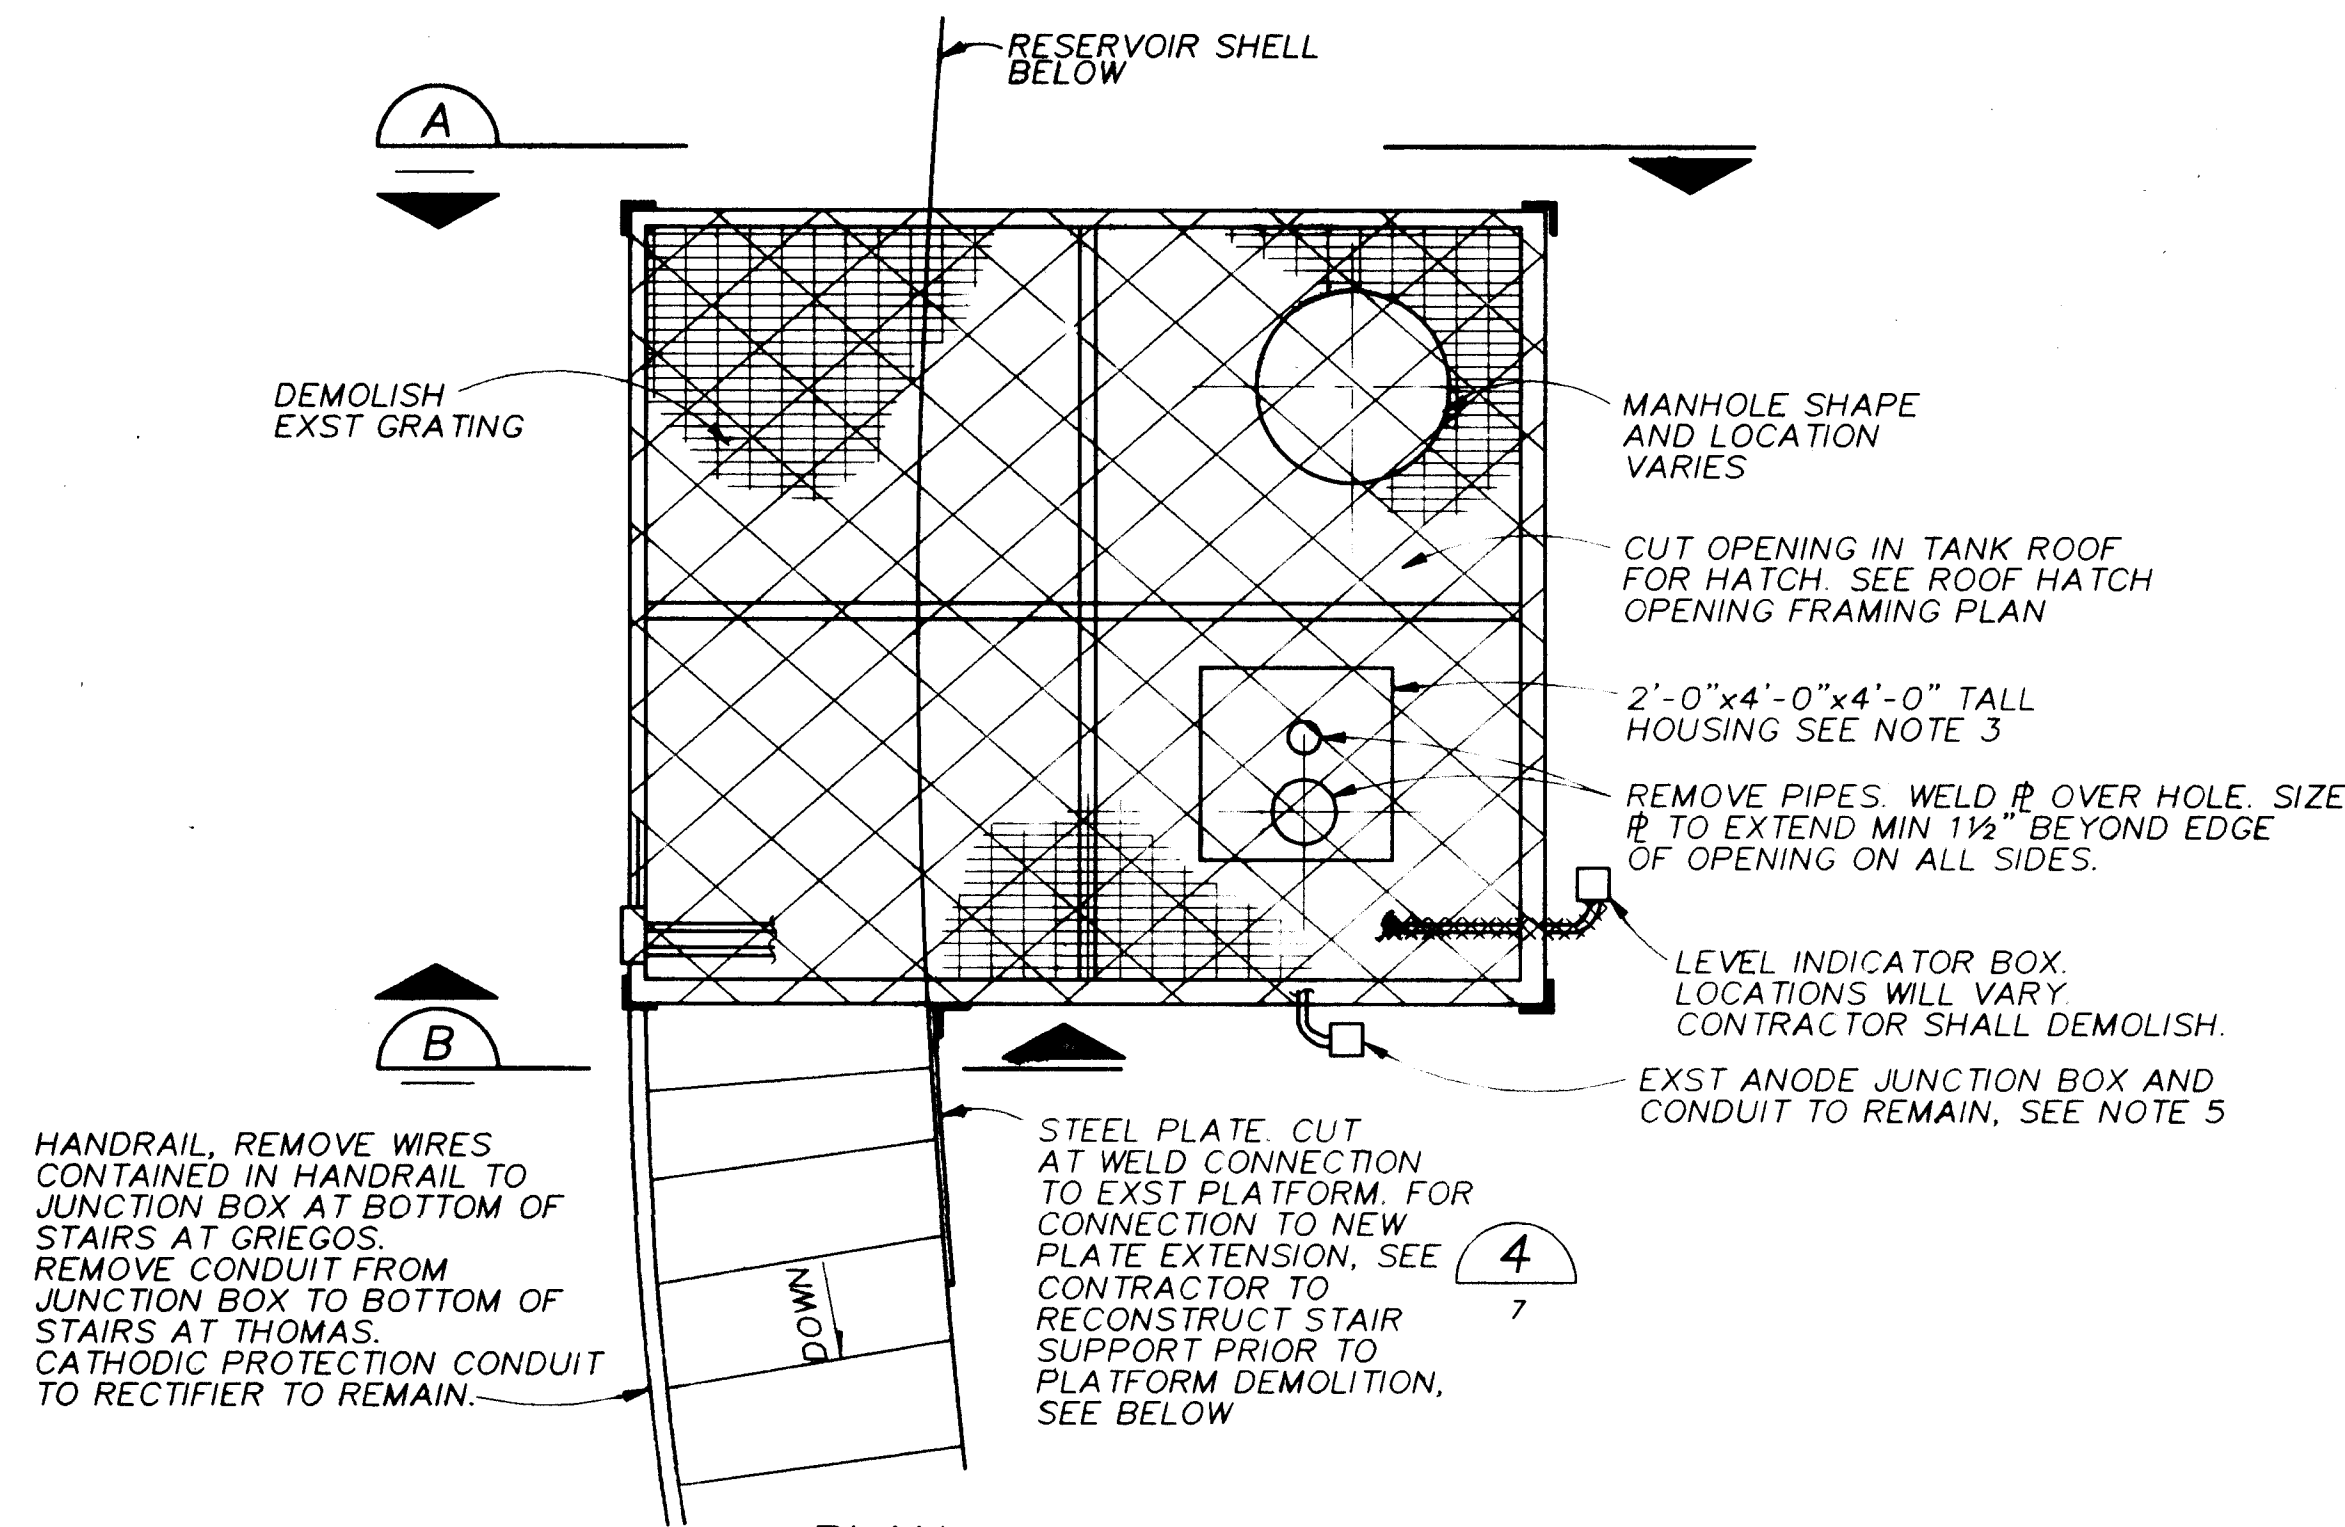 RESERVOIR SHELL
BELOW
A
DEMOLISH
EXST GRATING
MANHOLE SHAPE
AND LOCATION
VARIES
CUT OPENING IN TANK ROOF
FOR HATCH. SEE ROOF HATCH
OPENING FRAMING PLAN
2'-0"x4'-0"x4'-0" TALL
HOUSING SEE NOTE 3
REMOVE PIPES. WELD ⅊ OVER HOLE. SIZE
⅊ TO EXTEND MIN 1½" BEYOND EDGE
OF OPENING ON ALL SIDES.
LEVEL INDICATOR BOX.
LOCATIONS WILL VARY.
CONTRACTOR SHALL DEMOLISH.
B
EXST ANODE JUNCTION BOX AND
CONDUIT TO REMAIN, SEE NOTE 5
HANDRAIL, REMOVE WIRES
CONTAINED IN HANDRAIL TO
JUNCTION BOX AT BOTTOM OF
STAIRS AT GRIEGOS.
REMOVE CONDUIT FROM
JUNCTION BOX TO BOTTOM OF
STAIRS AT THOMAS.
CATHODIC PROTECTION CONDUIT
TO RECTIFIER TO REMAIN.
DOWN
STEEL PLATE. CUT
AT WELD CONNECTION
TO EXST PLATFORM. FOR
CONNECTION TO NEW
PLATE EXTENSION, SEE
CONTRACTOR TO
RECONSTRUCT STAIR
SUPPORT PRIOR TO
PLATFORM DEMOLITION,
SEE BELOW
4
7